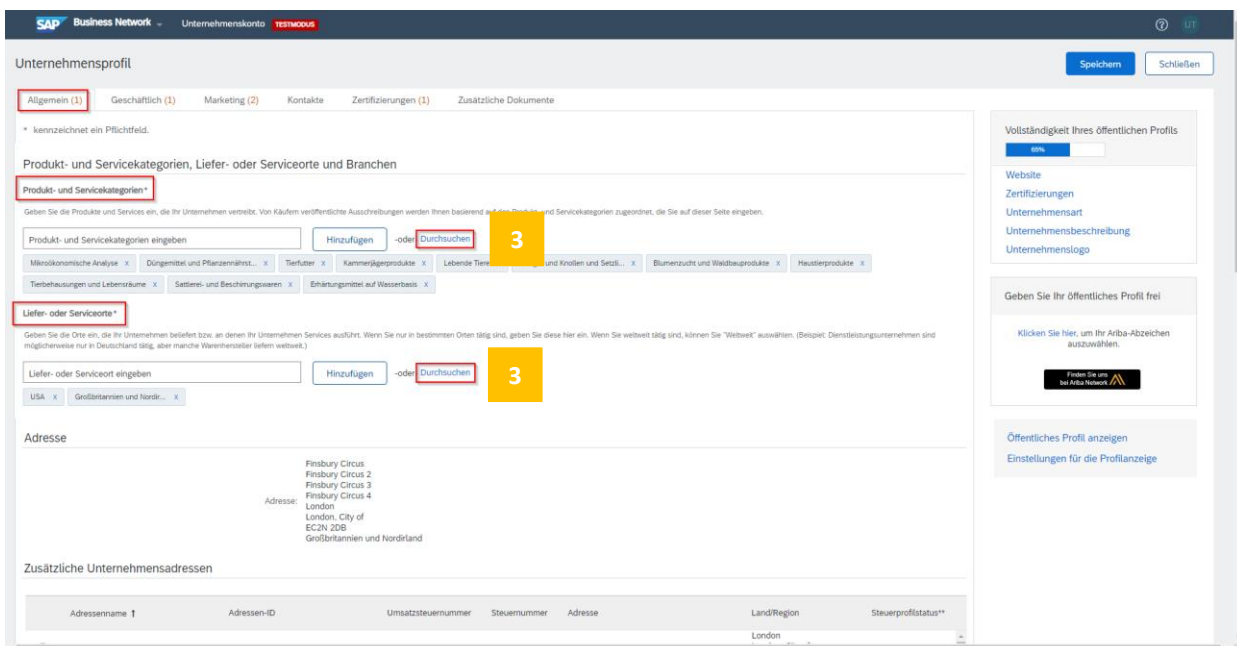 SAP Business Network Unternehmenskonto TESTMODUS UT
Unternehmensprofil Speichern Schließen
Allgemein (1) Geschäftlich (1) Marketing (2) Kontakte Zertifizierungen (1) Zusätzliche Dokumente
* kennzeichnet ein Pflichtfeld.
Produkt- und Servicekategorien, Liefer- oder Serviceorte und Branchen
Produkt- und Servicekategorien*
Geben Sie die Produkte und Services ein, die Ihr Unternehmen vertreibt. Von Käufern veröffentlichte Ausschreibungen werden Ihnen basierend auf den Produkt- und Servicekategorien zugeordnet, die Sie auf dieser Seite eingeben.
Produkt- und Servicekategorien eingeben Hinzufügen -oder- Durchsuchen 3
Mikroökonomische Analyse X Düngemittel und Pflanzennährst... X Tierfutter X Kammerjägerprodukte X Lebende Tiere und Knollen und Setzli... X Blumenzucht und Waldbauprodukte X Haustierprodukte X
Tierbehausungen und Lebensräume X Sattlerei- und Beschirrungswaren X Erhärtungsmittel auf Wasserbasis X
Liefer- oder Serviceorte*
Geben Sie die Orte ein, die Ihr Unternehmen beliefert bzw. an denen Ihr Unternehmen Services ausführt. Wenn Sie nur in bestimmten Orten tätig sind, geben Sie diese hier ein. Wenn Sie weltweit tätig sind, können Sie "Weltweit" auswählen. (Beispiel: Dienstleistungsunternehmen sind
möglicherweise nur in Deutschland tätig, aber manche Warenhersteller liefern weltweit.)
Liefer- oder Serviceort eingeben Hinzufügen -oder- Durchsuchen 3
USA X Großbritannien und Nordir... X
Adresse
Adresse:
Finsbury Circus
Finsbury Circus 2
Finsbury Circus 3
Finsbury Circus 4
London
London, City of
EC2N 2DB
Großbritannien und Nordirland
Zusätzliche Unternehmensadressen
Adressenname ↑ Adressen-ID Umsatzsteuernummer Steuernummer Adresse Land/Region Steuerprofilstatus**
London
Vollständigkeit Ihres öffentlichen Profils
65%
Website
Zertifizierungen
Unternehmensart
Unternehmensbeschreibung
Unternehmenslogo
Geben Sie Ihr öffentliches Profil frei
Klicken Sie hier, um Ihr Ariba-Abzeichen
auszuwählen.
Finden Sie uns
bei Ariba Network
Öffentliches Profil anzeigen
Einstellungen für die Profilanzeige